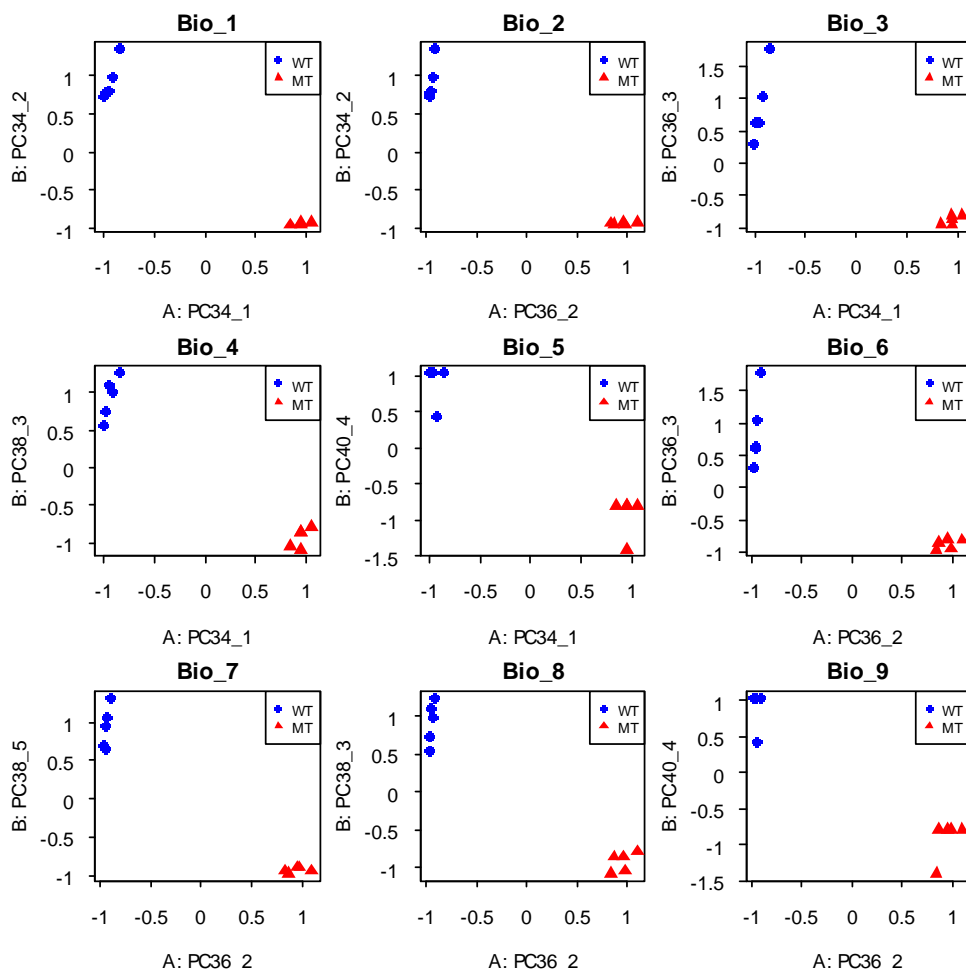 Bio_1
WT
MT
B: PC34_2
1
0.5
0
-0.5
-1
-1 -0.5 0 0.5 1
A: PC34_1
Bio_2
WT
MT
B: PC34_2
1
0.5
0
-0.5
-1
-1 -0.5 0 0.5 1
A: PC36_2
Bio_3
WT
MT
B: PC36_3
1.5
1
0.5
0
-0.5
-1
-1 -0.5 0 0.5 1
A: PC34_1
Bio_4
WT
MT
B: PC38_3
1
0.5
0
-0.5
-1
-1 -0.5 0 0.5 1
A: PC34_1
Bio_5
WT
MT
B: PC40_4
1
0.5
0
-0.5
-1
-1.5
-1 -0.5 0 0.5 1
A: PC34_1
Bio_6
WT
MT
B: PC36_3
1.5
1
0.5
0
-0.5
-1
-1 -0.5 0 0.5 1
A: PC36_2
Bio_7
WT
MT
B: PC38_5
1
0.5
0
-0.5
-1
-1 -0.5 0 0.5 1
A: PC36_2
Bio_8
WT
MT
B: PC38_3
1
0.5
0
-0.5
-1
-1 -0.5 0 0.5 1
A: PC36_2
Bio_9
WT
MT
B: PC40_4
1
0.5
0
-0.5
-1
-1.5
-1 -0.5 0 0.5 1
A: PC36_2